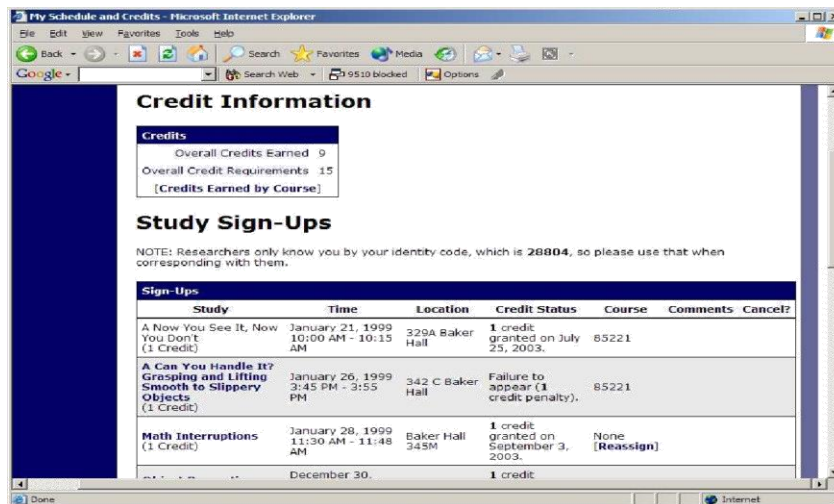 My Schedule and Credits - Microsoft Internet Explorer
File Edit View Favorites Tools Help
Back Search Favorites Media
Google Search Web 9510 blocked Options
Credit Information
Credits
Overall Credits Earned 9
Overall Credit Requirements 15
[Credits Earned by Course]
Study Sign-Ups
NOTE: Researchers only know you by your identity code, which is 28804, so please use that when
corresponding with them.
Sign-Ups
Study Time Location Credit Status Course Comments Cancel?
A Now You See It, Now
You Don't
(1 Credit)
January 21, 1999
10:00 AM - 10:15
AM
329A Baker
Hall
1 credit
granted on July
25, 2003.
85221
A Can You Handle It?
Grasping and Lifting
Smooth to Slippery
Objects
(1 Credit)
January 26, 1999
3:45 PM - 3:55
PM
342 C Baker
Hall
Failure to
appear (1
credit penalty).
85221
Math Interruptions
(1 Credit)
January 28, 1999
11:30 AM - 11:48
AM
Baker Hall
345M
1 credit
granted on
September 3,
2003.
None
[Reassign]
December 30,
1 credit
Done
Internet